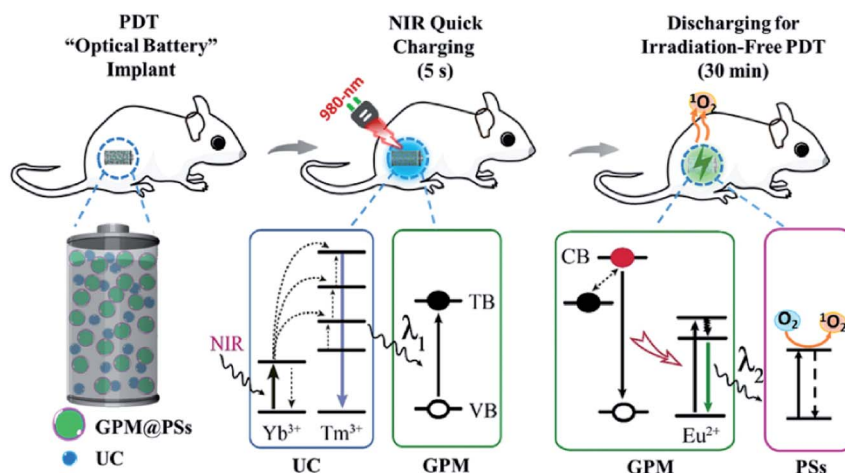 PDT
“Optical Battery”
Implant
NIR Quick
Charging
(5 s)
Discharging for
Irradiation-Free PDT
(30 min)
980-nm
¹O₂
GPM@PSs
UC
NIR
Yb³⁺
Tm³⁺
UC
λ₁
TB
VB
GPM
CB
Eu²⁺
GPM
λ₂
O₂
¹O₂
PSs